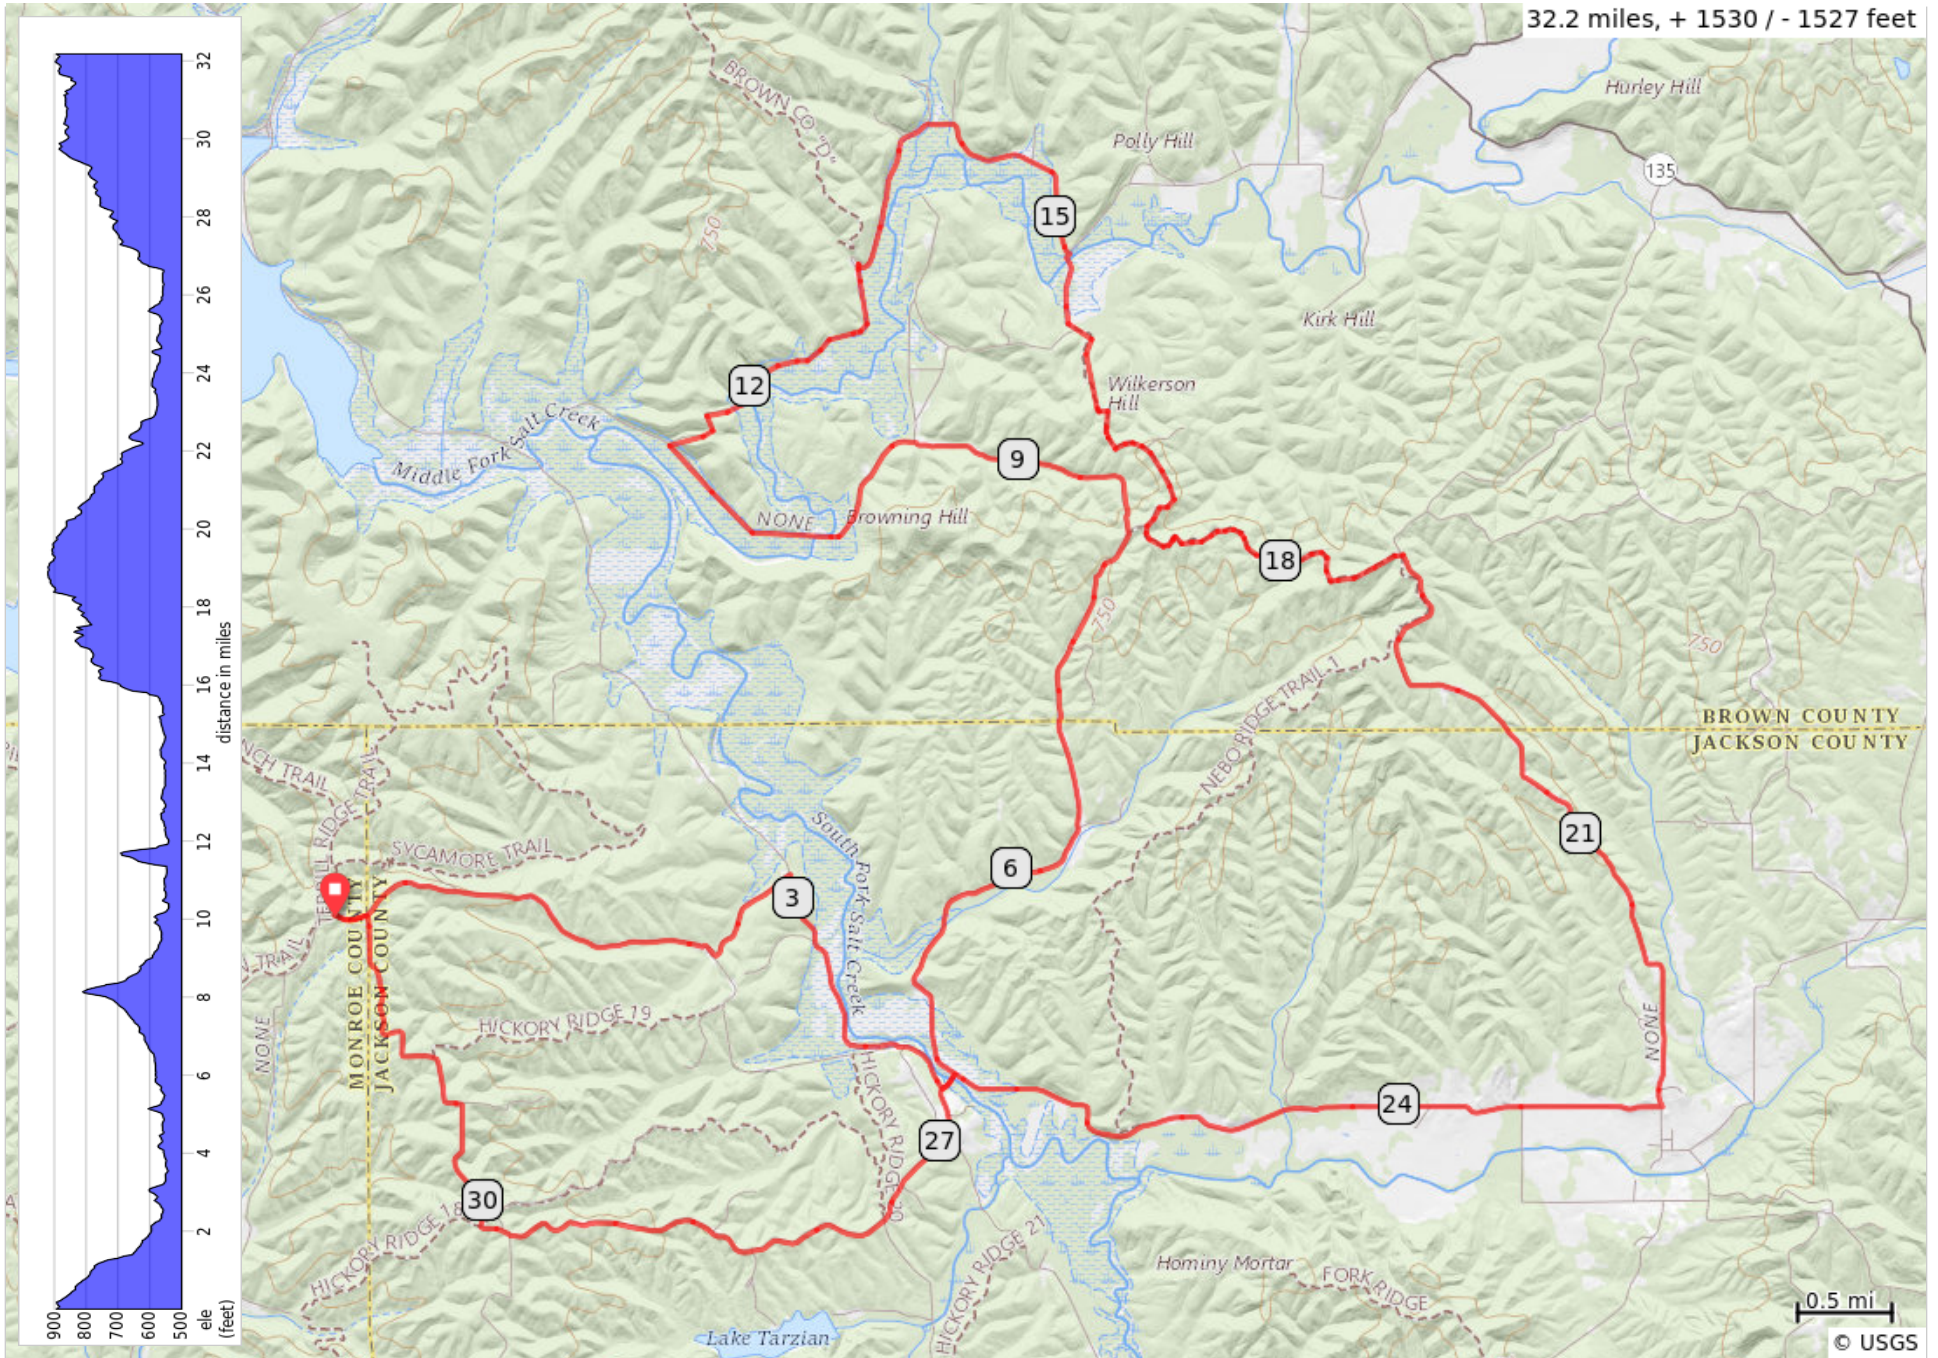 32.2 miles, + 1530 / - 1527 feet
Hurley Hill
BROWN CO. "D"
Polly Hill
135
750
15
Kirk Hill
Wilkerson
Hill
12
Middle Fork Salt Creek
9
NONE
Browning Hill
18
750
750
NEBO RIDGE TRAIL 1
BROWN COUNTY
JACKSON COUNTY
NCH TRAIL
TERRILL RIDGE TRAIL
SYCAMORE TRAIL
South Fork Salt Creek
21
6
3
N TRAIL
MONROE COUNTY
JACKSON COUNTY
HICKORY RIDGE 19
NONE
NONE
HICKORY RIDGE 20
24
27
30
HICKORY RIDGE 18
HICKORY RIDGE 21
Hominy Mortar
FORK RIDGE
Lake Tarzian
0.5 mi
© USGS
32
30
28
26
24
22
20
18
16
14
12
10
8
6
4
2
distance in miles
900
800
700
600
500
ele
(feet)